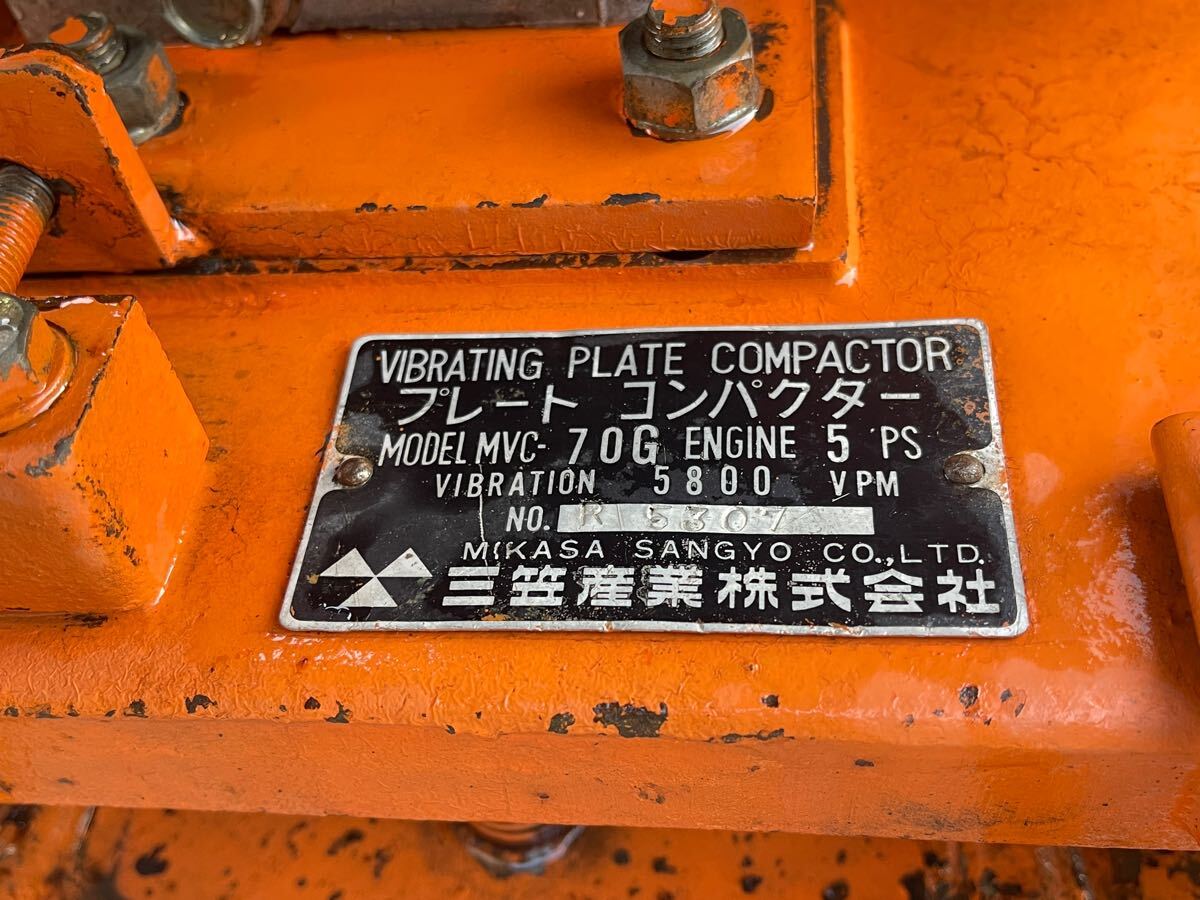 VIBRATING PLATE COMPACTOR
プレート コンパクター
MODEL MVC- 70G ENGINE 5 PS
VIBRATION 5800 VPM
NO. R 5307
MIKASA SANGYO CO.,LTD.
三笠産業株式会社